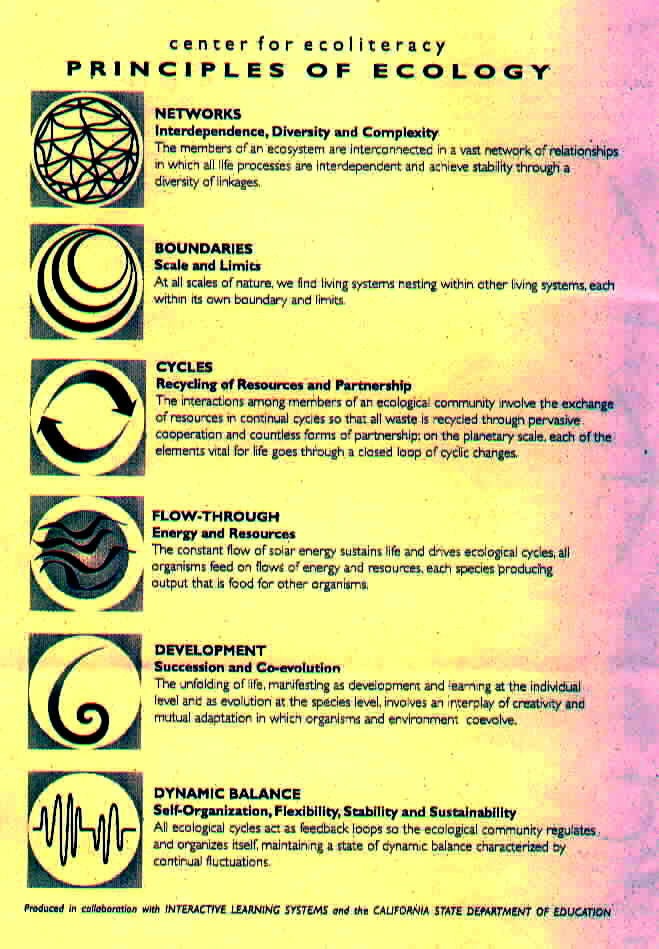 center for ecoliteracy
PRINCIPLES OF ECOLOGY
NETWORKS
Interdependence, Diversity and Complexity
The members of an ecosystem are interconnected in a vast network of relationships
in which all life processes are interdependent and achieve stability through a
diversity of linkages.
BOUNDARIES
Scale and Limits
At all scales of nature, we find living systems nesting within other living systems, each
within its own boundary and limits.
CYCLES
Recycling of Resources and Partnership
The interactions among members of an ecological community involve the exchange
of resources in continual cycles so that all waste is recycled through pervasive
cooperation and countless forms of partnership; on the planetary scale, each of the
elements vital for life goes through a closed loop of cyclic changes.
FLOW-THROUGH
Energy and Resources
The constant flow of solar energy sustains life and drives ecological cycles, all
organisms feed on flows of energy and resources, each species producing
output that is food for other organisms.
DEVELOPMENT
Succession and Co-evolution
The unfolding of life, manifesting as development and learning at the individual
level and as evolution at the species level, involves an interplay of creativity and
mutual adaptation in which organisms and environment coevolve.
DYNAMIC BALANCE
Self-Organization, Flexibility, Stability and Sustainability
All ecological cycles act as feedback loops so the ecological community regulates
and organizes itself, maintaining a state of dynamic balance characterized by
continual fluctuations.
Produced in collaboration with INTERACTIVE LEARNING SYSTEMS and the CALIFORNIA STATE DEPARTMENT OF EDUCATION